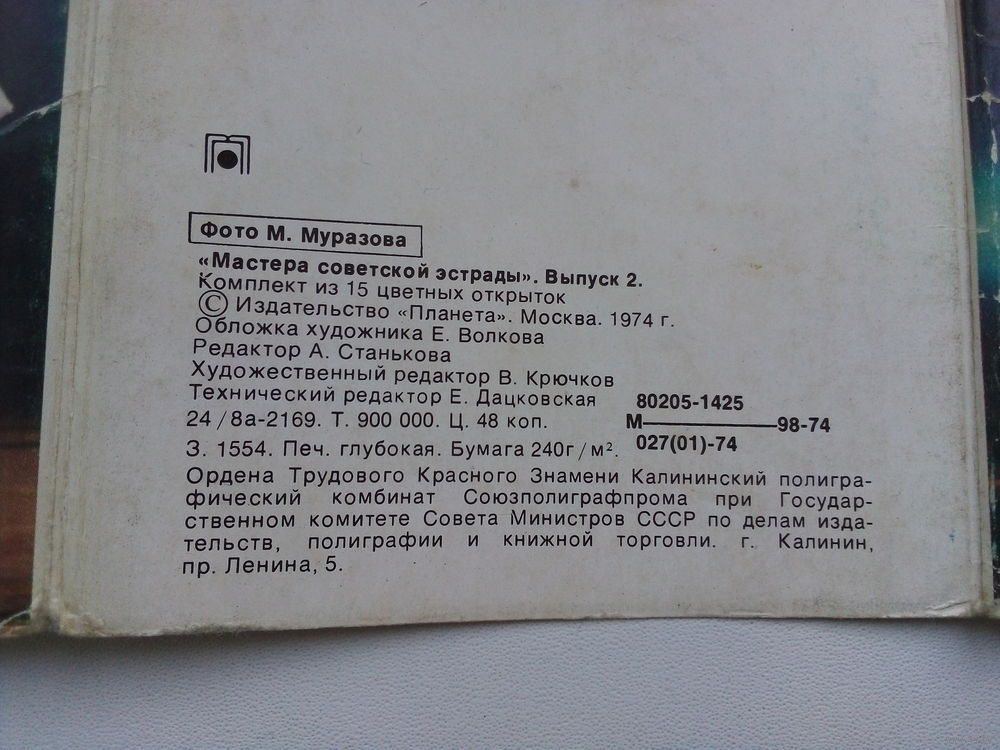 Фото М. Муразова
«Мастера советской эстрады». Выпуск 2.
Комплект из 15 цветных открыток
© Издательство «Планета». Москва. 1974 г.
Обложка художника Е. Волкова
Редактор А. Станькова
Художественный редактор В. Крючков
Технический редактор Е. Дацковская
24/8а-2169. Т. 900 000. Ц. 48 коп.
З. 1554. Печ. глубокая. Бумага 240г/м².
80205-1425
М————98-74
027(01)-74
Ордена Трудового Красного Знамени Калининский полигра-
фический комбинат Союзполиграфпрома при Государ-
ственном комитете Совета Министров СССР по делам изда-
тельств, полиграфии и книжной торговли. г. Калинин,
пр. Ленина, 5.